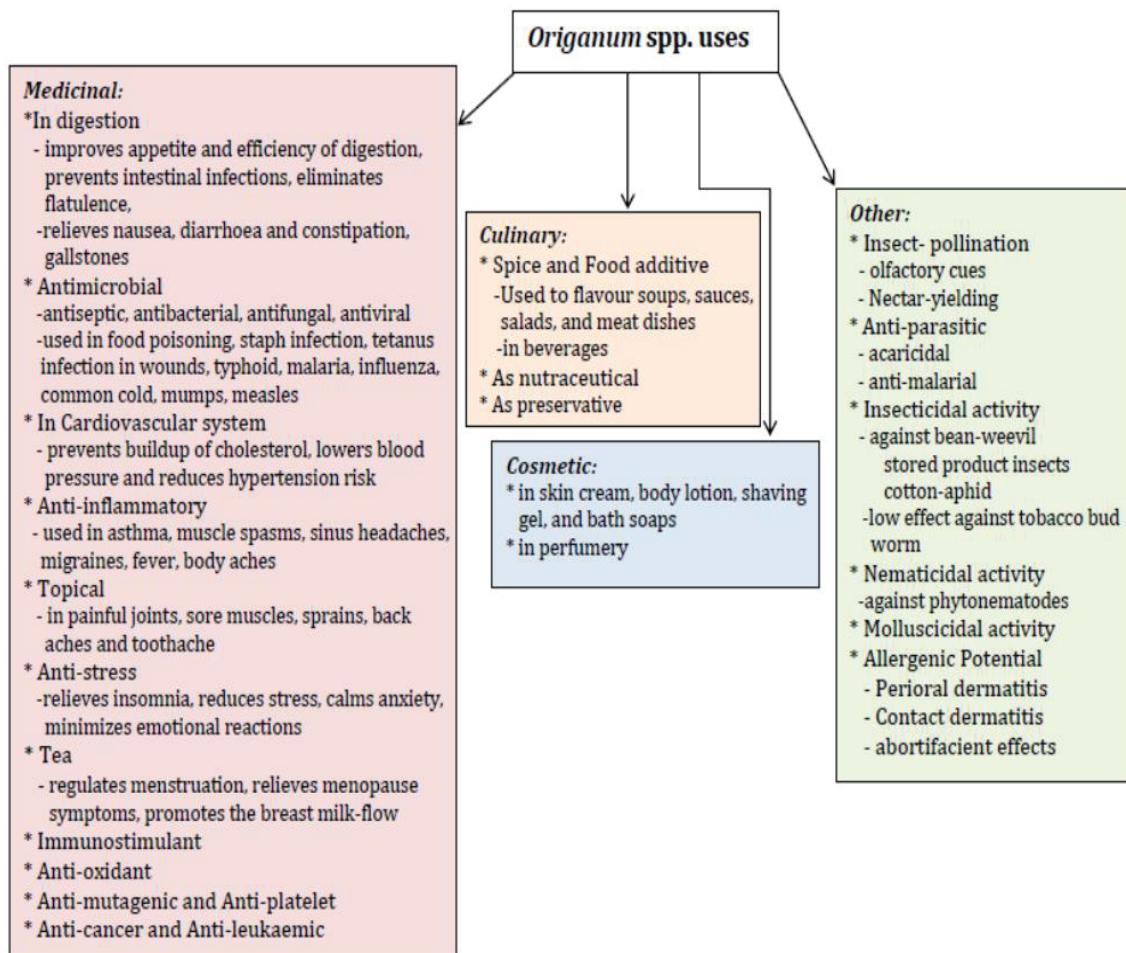 Origanum spp. uses
Medicinal:
*In digestion
- improves appetite and efficiency of digestion,
prevents intestinal infections, eliminates
flatulence,
-relieves nausea, diarrhoea and constipation,
gallstones
* Antimicrobial
-antiseptic, antibacterial, antifungal, antiviral
-used in food poisoning, staph infection, tetanus
infection in wounds, typhoid, malaria, influenza,
common cold, mumps, measles
* In Cardiovascular system
- prevents buildup of cholesterol, lowers blood
pressure and reduces hypertension risk
* Anti-inflammatory
- used in asthma, muscle spasms, sinus headaches,
migraines, fever, body aches
* Topical
- in painful joints, sore muscles, sprains, back
aches and toothache
* Anti-stress
-relieves insomnia, reduces stress, calms anxiety,
minimizes emotional reactions
* Tea
- regulates menstruation, relieves menopause
symptoms, promotes the breast milk-flow
* Immunostimulant
* Anti-oxidant
* Anti-mutagenic and Anti-platelet
* Anti-cancer and Anti-leukaemic
Culinary:
* Spice and Food additive
-Used to flavour soups, sauces,
salads, and meat dishes
-in beverages
* As nutraceutical
* As preservative
Cosmetic:
* in skin cream, body lotion, shaving
gel, and bath soaps
* in perfumery
Other:
* Insect- pollination
- olfactory cues
- Nectar-yielding
* Anti-parasitic
- acaricidal
- anti-malarial
* Insecticidal activity
- against bean-weevil
stored product insects
cotton-aphid
-low effect against tobacco bud
worm
* Nematicidal activity
-against phytonematodes
* Molluscicidal activity
* Allergenic Potential
- Perioral dermatitis
- Contact dermatitis
- abortifacient effects